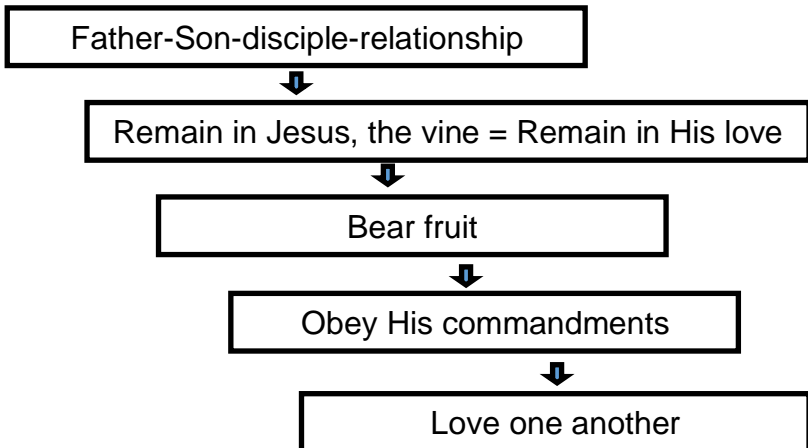 Father-Son-disciple-relationship
Remain in Jesus, the vine = Remain in His love
Bear fruit
Obey His commandments
Love one another